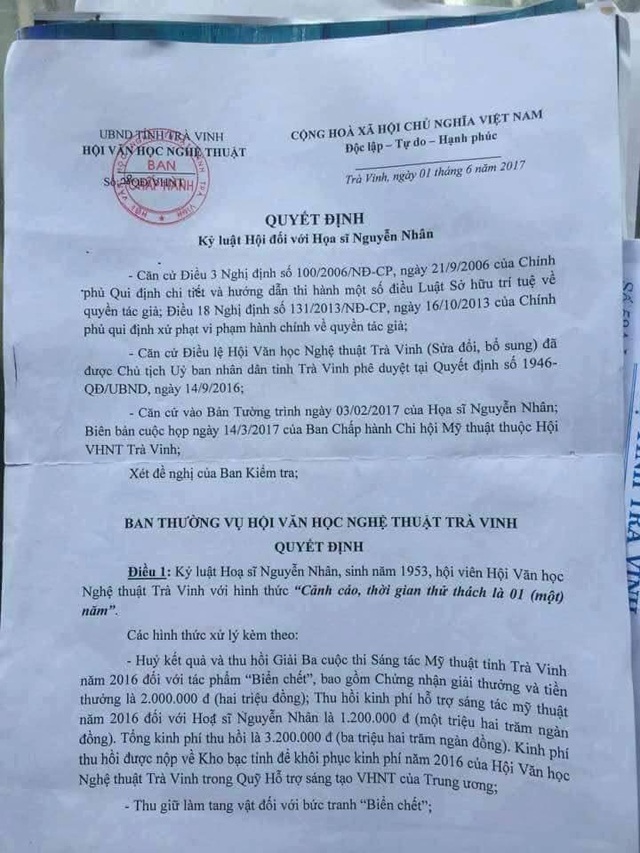 UBND TỈNH TRÀ VINH
HỘI VĂN HỌC NGHỆ THUẬT
BAN
CHẤP HÀNH
Số: QĐ/VHNT
CỘNG HOÀ XÃ HỘI CHỦ NGHĨA VIỆT NAM
Độc lập – Tự do – Hạnh phúc
Trà Vinh, ngày 01 tháng 6 năm 2017
QUYẾT ĐỊNH
Kỷ luật Hội đối với Họa sĩ Nguyễn Nhân
- Căn cứ Điều 3 Nghị định số 100/2006/NĐ-CP, ngày 21/9/2006 của Chính
phủ Qui định chi tiết và hướng dẫn thi hành một số điều Luật Sở hữu trí tuệ về
quyền tác giả; Điều 18 Nghị định số 131/2013/NĐ-CP, ngày 16/10/2013 của Chính
phủ qui định xử phạt vi phạm hành chính về quyền tác giả;
- Căn cứ Điều lệ Hội Văn học Nghệ thuật Trà Vinh (Sửa đổi, bổ sung) đã
được Chủ tịch Uỷ ban nhân dân tỉnh Trà Vinh phê duyệt tại Quyết định số 1946-
QĐ/UBND, ngày 14/9/2016;
- Căn cứ vào Bản Tường trình ngày 03/02/2017 của Họa sĩ Nguyễn Nhân;
Biên bản cuộc họp ngày 14/3/2017 của Ban Chấp hành Chi hội Mỹ thuật thuộc Hội
VHNT Trà Vinh;
Xét đề nghị của Ban Kiểm tra;
BAN THƯỜNG VỤ HỘI VĂN HỌC NGHỆ THUẬT TRÀ VINH
QUYẾT ĐỊNH
Điều 1: Kỷ luật Hoạ sĩ Nguyễn Nhân, sinh năm 1953, hội viên Hội Văn học
Nghệ thuật Trà Vinh với hình thức “Cảnh cáo, thời gian thử thách là 01 (một)
năm”.
Các hình thức xử lý kèm theo:
- Huỷ kết quả và thu hồi Giải Ba cuộc thi Sáng tác Mỹ thuật tỉnh Trà Vinh
năm 2016 đối với tác phẩm “Biển chết”, bao gồm Chứng nhận giải thưởng và tiền
thưởng là 2.000.000 đ (hai triệu đồng); Thu hồi kinh phí hỗ trợ sáng tác mỹ thuật
năm 2016 đối với Hoạ sĩ Nguyễn Nhân là 1.200.000 đ (một triệu hai trăm ngàn
đồng). Tổng kinh phí thu hồi là 3.200.000 đ (ba triệu hai trăm ngàn đồng). Kinh phí
thu hồi được nộp về Kho bạc tỉnh để khôi phục kinh phí năm 2016 của Hội Văn học
Nghệ thuật Trà Vinh trong Quỹ Hỗ trợ sáng tạo VHNT của Trung ương;
- Thu giữ làm tang vật đối với bức tranh “Biển chết”;
TRÀ VINH